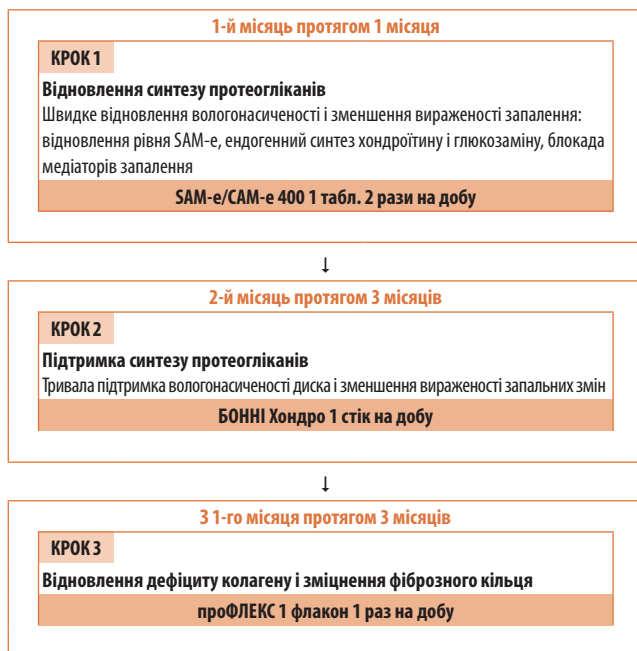 1-й місяць протягом 1 місяця
КРОК 1
Відновлення синтезу протеогліканів
Швидке відновлення вологонасиченості і зменшення вираженості запалення:
відновлення рівня SAM-e, ендогенний синтез хондроїтину і глюкозаміну, блокада
медіаторів запалення
SAM-e/САМ-е 400 1 табл. 2 рази на добу
↓
2-й місяць протягом 3 місяців
КРОК 2
Підтримка синтезу протеогліканів
Тривала підтримка вологонасиченості диска і зменшення вираженості запальних змін
БОННІ Хондро 1 стік на добу
↓
З 1-го місяця протягом 3 місяців
КРОК 3
Відновлення дефіциту колагену і зміцнення фіброзного кільця
проФЛЕКС 1 флакон 1 раз на добу